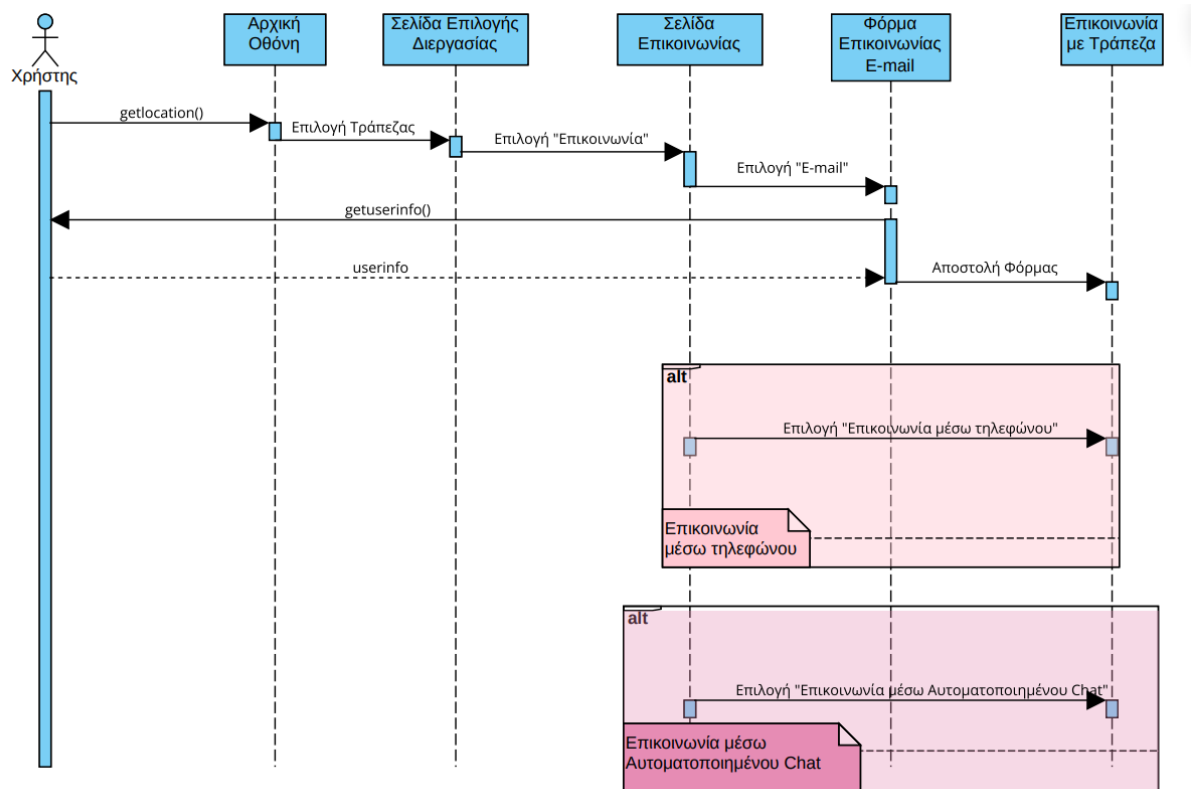 Χρήστης
Αρχική
Οθόνη
Σελίδα Επιλογής
Διεργασίας
Σελίδα
Επικοινωνίας
Φόρμα
Επικοινωνίας
E-mail
Επικοινωνία
με Τράπεζα
getlocation()
Επιλογή Τράπεζας
Επιλογή "Επικοινωνία"
Επιλογή "E-mail"
getuserinfo()
userinfo
Αποστολή Φόρμας
alt
Επιλογή "Επικοινωνία μέσω τηλεφώνου"
Επικοινωνία
μέσω τηλεφώνου
alt
Επιλογή "Επικοινωνία μέσω Αυτοματοποιημένου Chat"
Επικοινωνία μέσω
Αυτοματοποιημένου Chat